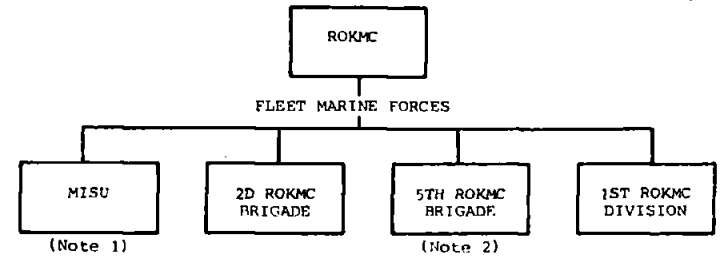 ROKMC
FLEET MARINE FORCES
MISU
2D ROKMC
BRIGADE
5TH ROKMC
BRIGADE
1ST ROKMC
DIVISION
(Note 1)
(Note 2)